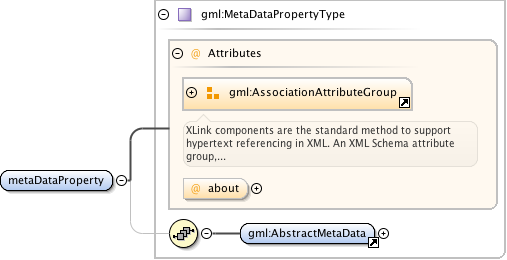 gml:MetaDataPropertyType
@ Attributes
gml:AssociationAttributeGroup
XLink components are the standard method to support
hypertext referencing in XML. An XML Schema attribute
group,...
metaDataProperty
@ about
gml:AbstractMetaData